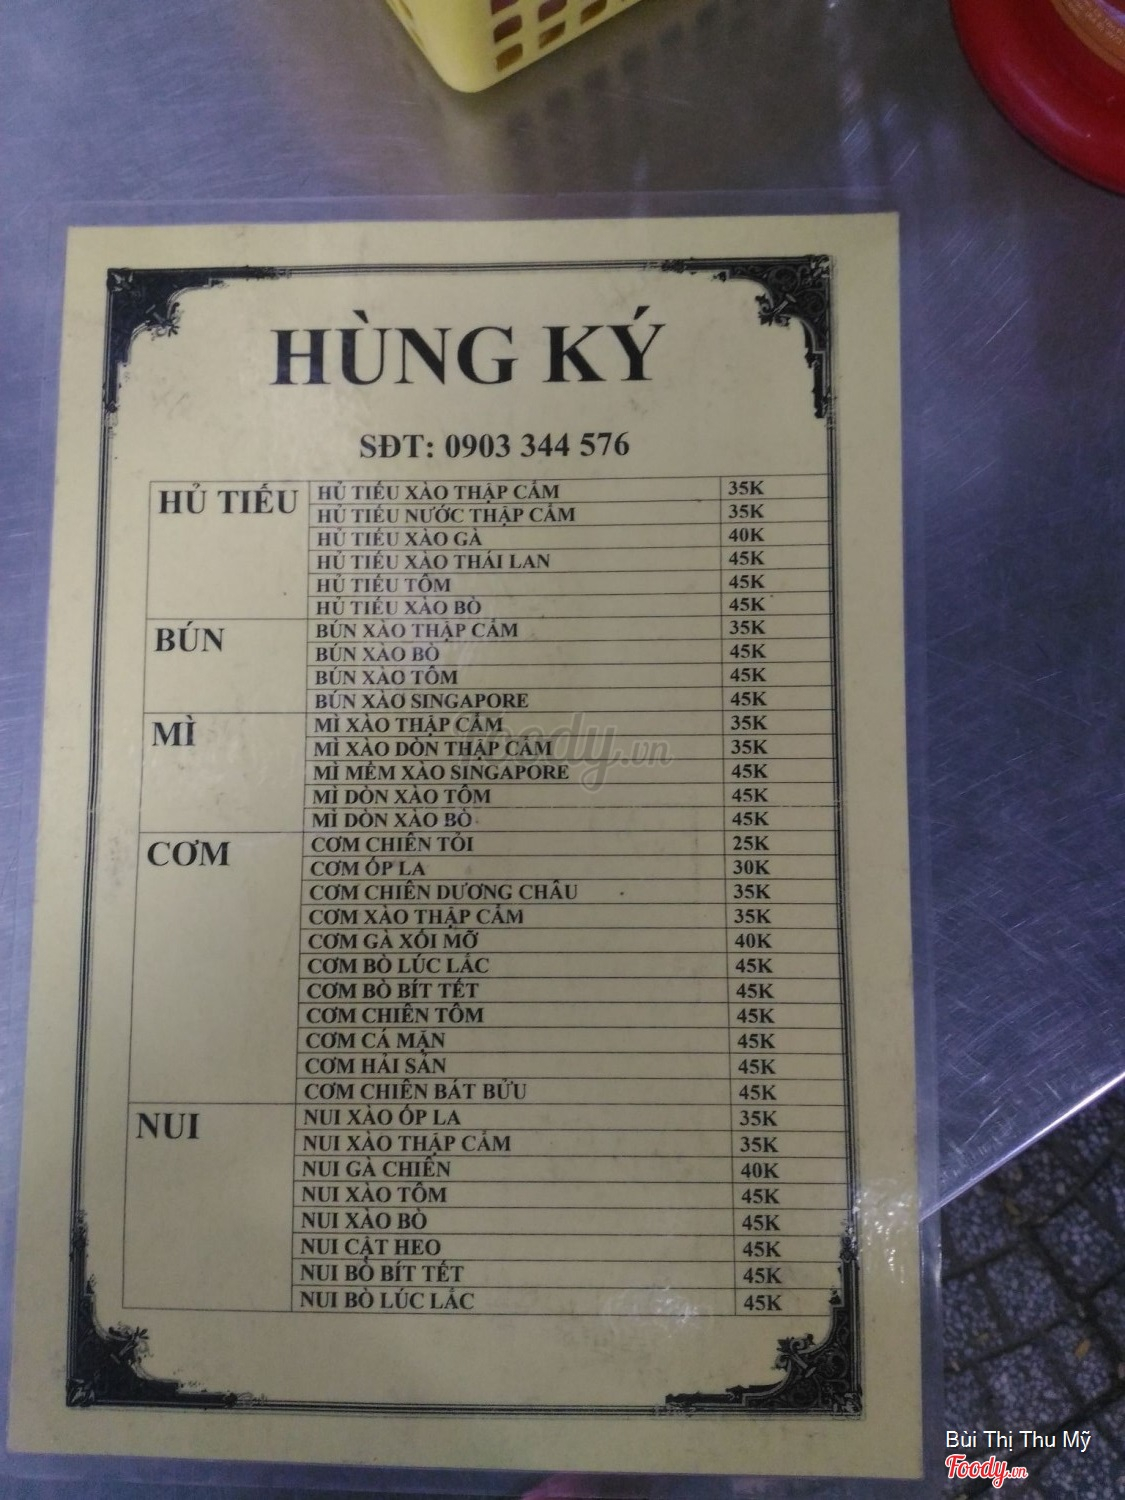 HÙNG KÝ
SĐT: 0903 344 576
HỦ TIẾU
HỦ TIẾU XÀO THẬP CẨM 35K
HỦ TIẾU NƯỚC THẬP CẨM 35K
HỦ TIẾU XÀO GÀ 40K
HỦ TIẾU XÀO THÁI LAN 45K
HỦ TIẾU TÔM 45K
HỦ TIẾU XÀO BÒ 45K
BÚN
BÚN XÀO THẬP CẨM 35K
BÚN XÀO BÒ 45K
BÚN XÀO TÔM 45K
BÚN XÀO SINGAPORE 45K
MÌ
MÌ XÀO THẬP CẨM 35K
MÌ XÀO DÒN THẬP CẨM 35K
MÌ MỀM XÀO SINGAPORE 45K
MÌ DÒN XÀO TÔM 45K
MÌ DÒN XÀO BÒ 45K
CƠM
CƠM CHIÊN TỎI 25K
CƠM ỐP LA 30K
CƠM CHIÊN DƯƠNG CHÂU 35K
CƠM XÀO THẬP CẨM 35K
CƠM GÀ XỐI MỠ 40K
CƠM BÒ LÚC LẮC 45K
CƠM BÒ BÍT TẾT 45K
CƠM CHIÊN TÔM 45K
CƠM CÁ MẶN 45K
CƠM HẢI SẢN 45K
CƠM CHIÊN BÁT BỬU 45K
NUI
NUI XÀO ỐP LA 35K
NUI XÀO THẬP CẨM 35K
NUI GÀ CHIÊN 40K
NUI XÀO TÔM 45K
NUI XÀO BÒ 45K
NUI CẬT HEO 45K
NUI BÒ BÍT TẾT 45K
NUI BÒ LÚC LẮC 45K
foody.vn
Bùi Thị Thu Mỹ
Foody.vn